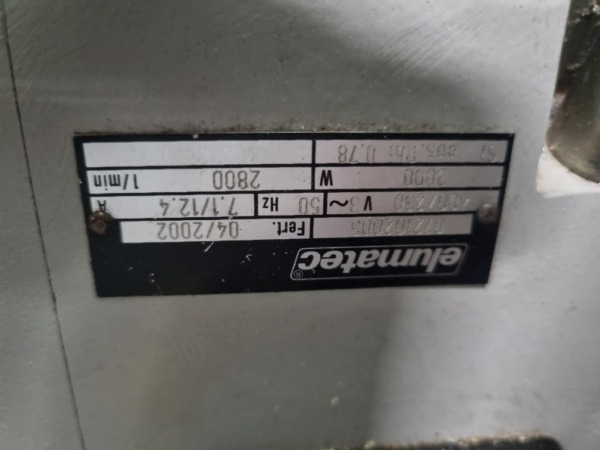 elumatec®
Fert. 04/2002
400/230 V 3~ 50 Hz 7.1/12.4 A
W 2800 1/min
S1 cos.Phi 0.78